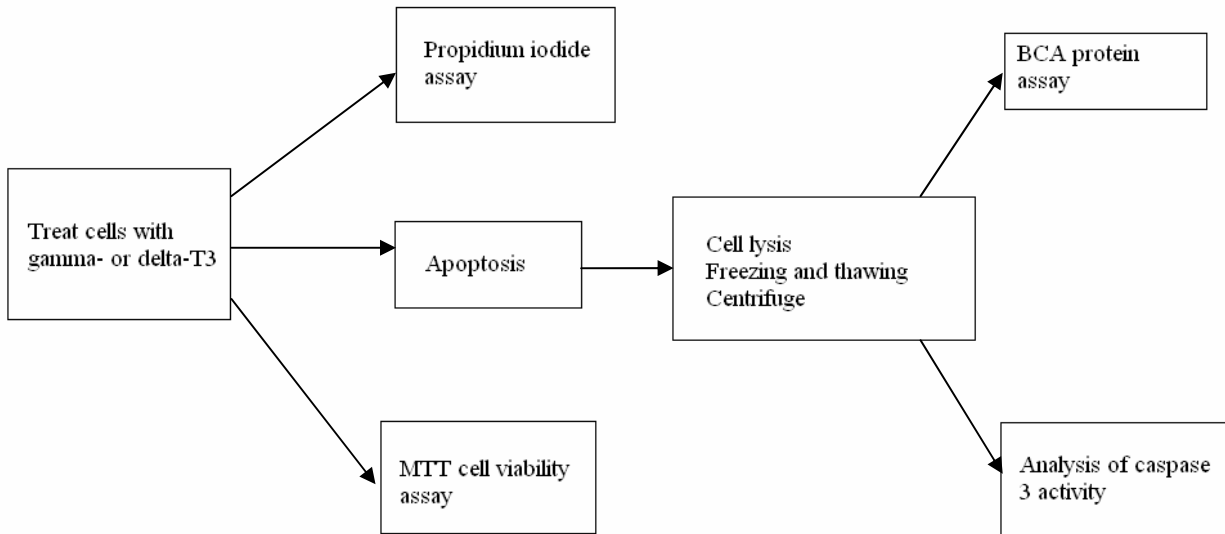 Propidium iodide
assay
BCA protein
assay
Treat cells with
gamma- or delta-T3
Apoptosis
Cell lysis
Freezing and thawing
Centrifuge
MTT cell viability
assay
Analysis of caspase
3 activity